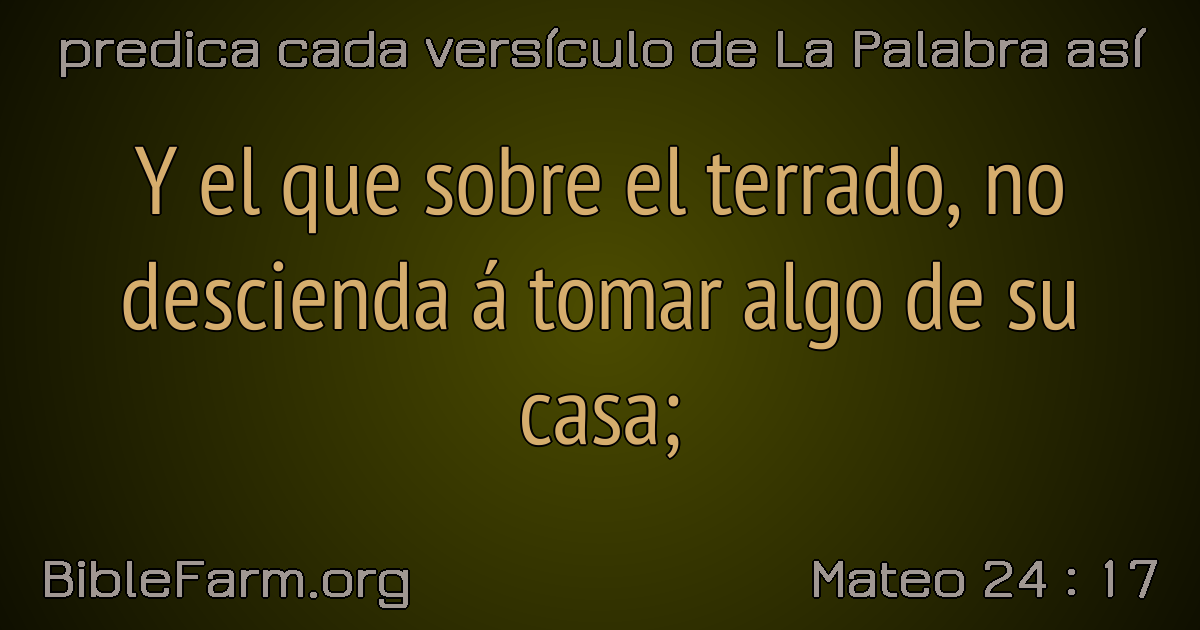 predica cada versículo de La Palabra así
Y el que sobre el terrado, no
descienda á tomar algo de su
casa;
BibleFarm.org
Mateo 24 : 17